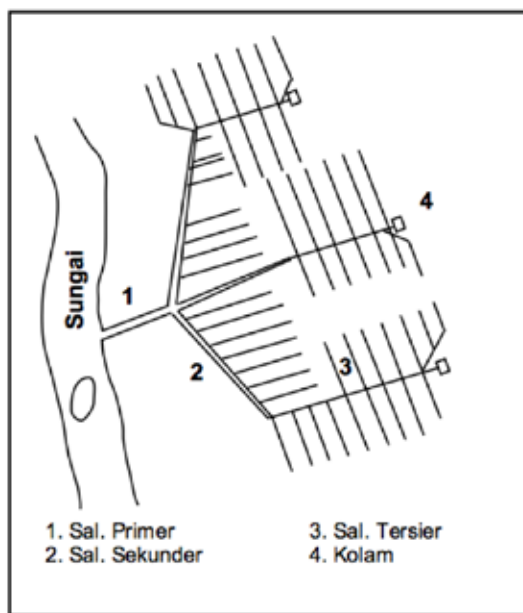 4
1
Sungai
3
2
1. Sal. Primer
2. Sal. Sekunder
3. Sal. Tersier
4. Kolam